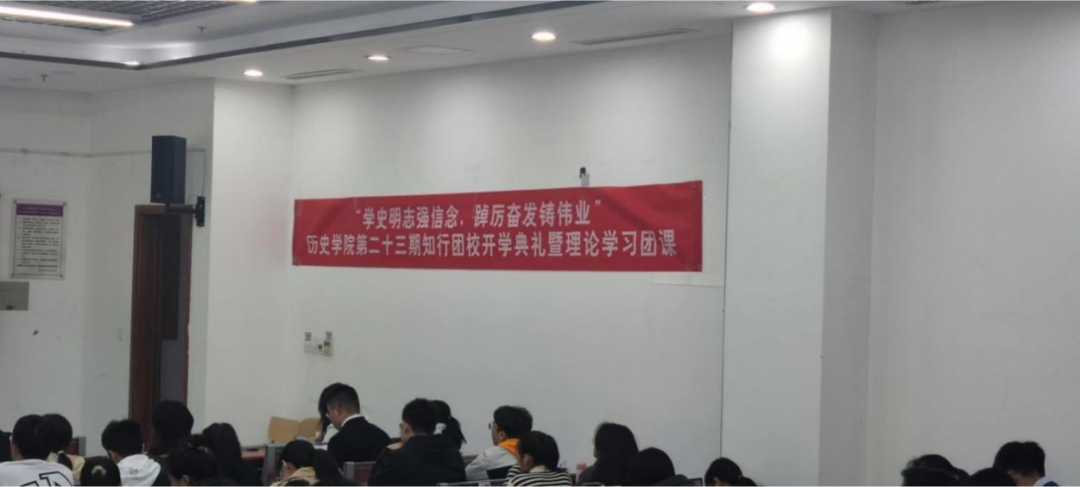 “学史明志强信念，踔厉奋发铸伟业”
历史学院第二十三期知行团校开学典礼暨理论学习团课